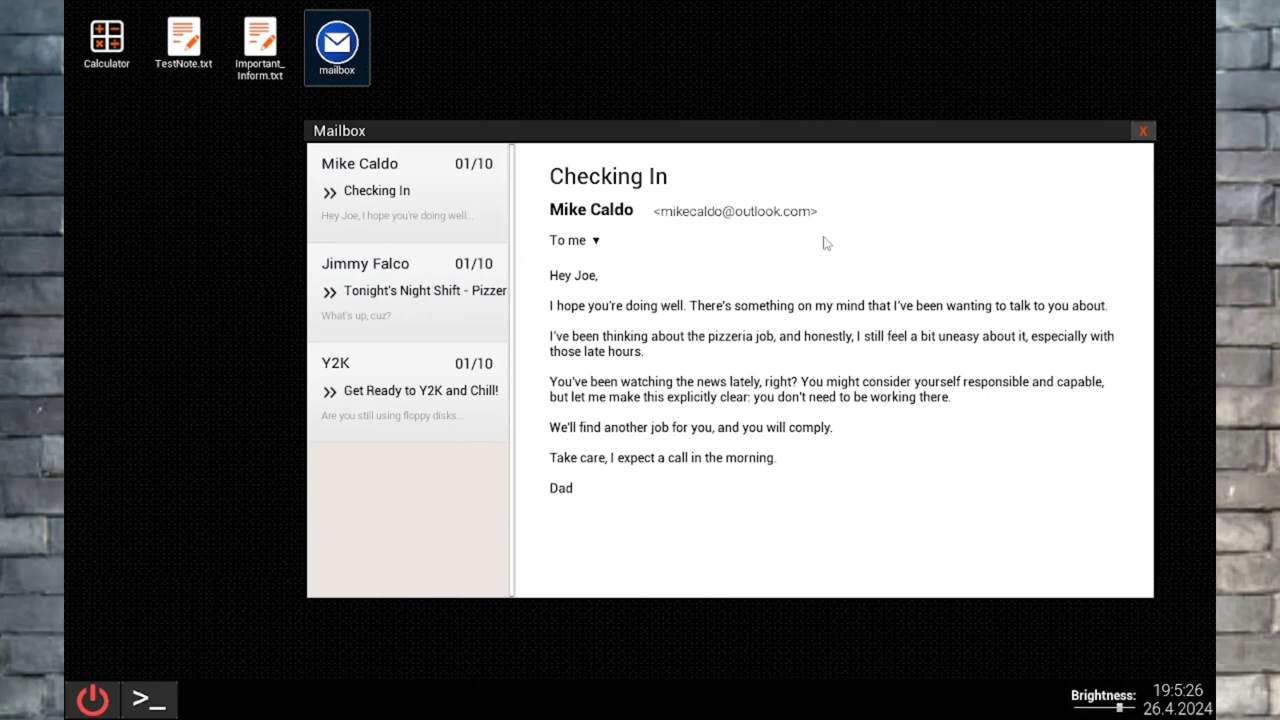 Calculator
TestNote.txt
Important_
Inform.txt
mailbox
Mailbox
X
Mike Caldo 01/10
Checking In
Hey Joe, I hope you're doing well...
Jimmy Falco 01/10
Tonight's Night Shift - Pizzer
What's up, cuz?
Y2K 01/10
Get Ready to Y2K and Chill!
Are you still using floppy disks...
Checking In
Mike Caldo <mikecaldo@outlook.com>
To me ▼
Hey Joe,
I hope you're doing well. There's something on my mind that I've been wanting to talk to you about.
I've been thinking about the pizzeria job, and honestly, I still feel a bit uneasy about it, especially with
those late hours.
You've been watching the news lately, right? You might consider yourself responsible and capable,
but let me make this explicitly clear: you don't need to be working there.
We'll find another job for you, and you will comply.
Take care, I expect a call in the morning.
Dad
>_
Brightness:
19:5:26
26.4.2024